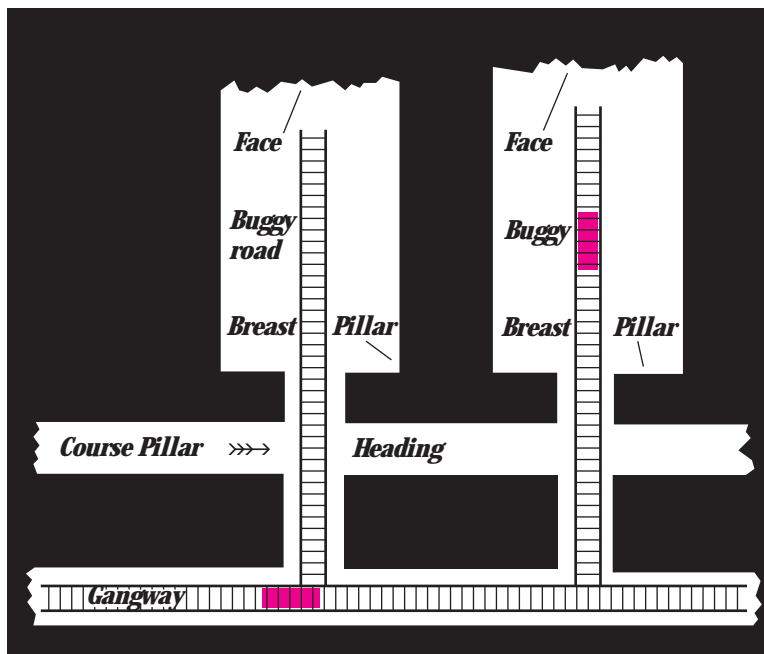 Face
Face
Buggy
road
Buggy
Breast
Pillar
Breast
Pillar
Course Pillar
Heading
Gangway